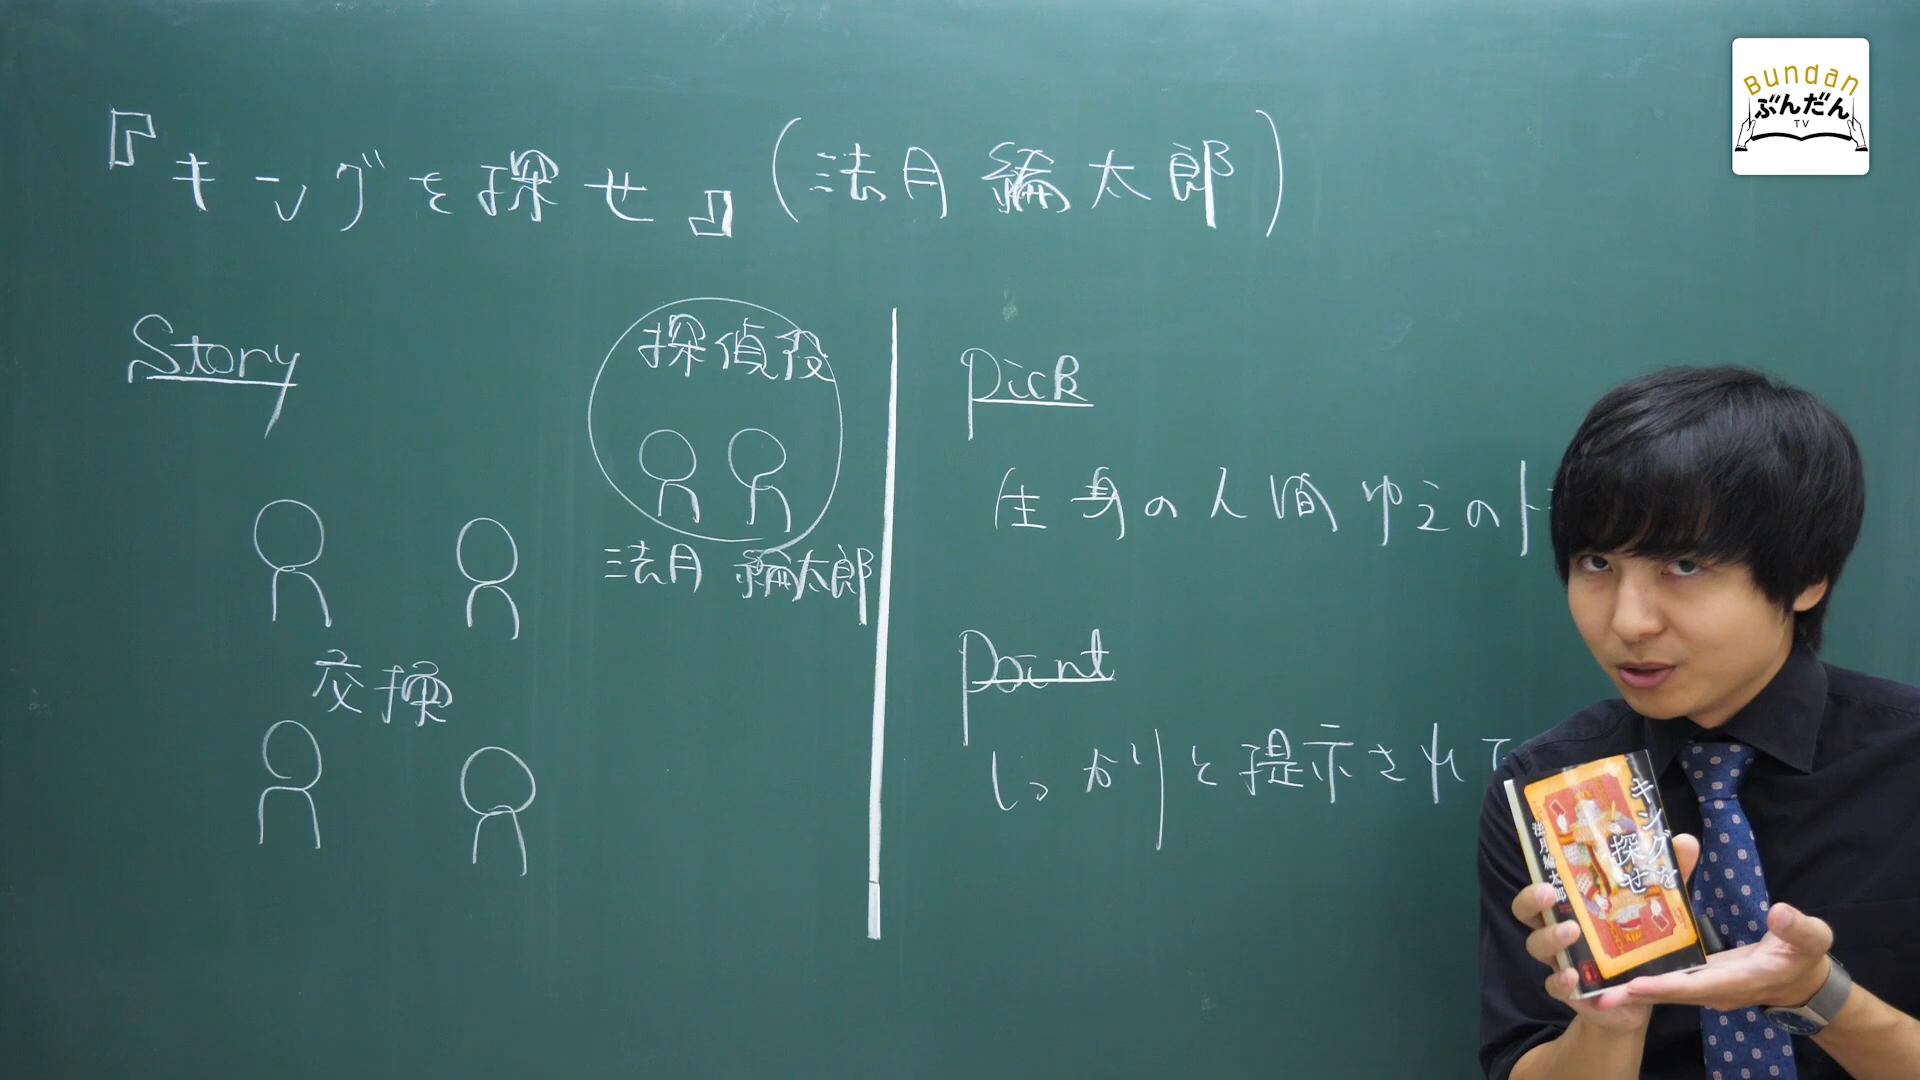 『キングを探せ』(法月綸太郎)
Story
探偵役
法月 綸太郎
交換
Pick
生身の人間ゆえのト
Point
しっかりと提示されて
キングを探せ
法月綸太郎
Bundan
ぶんだん
TV